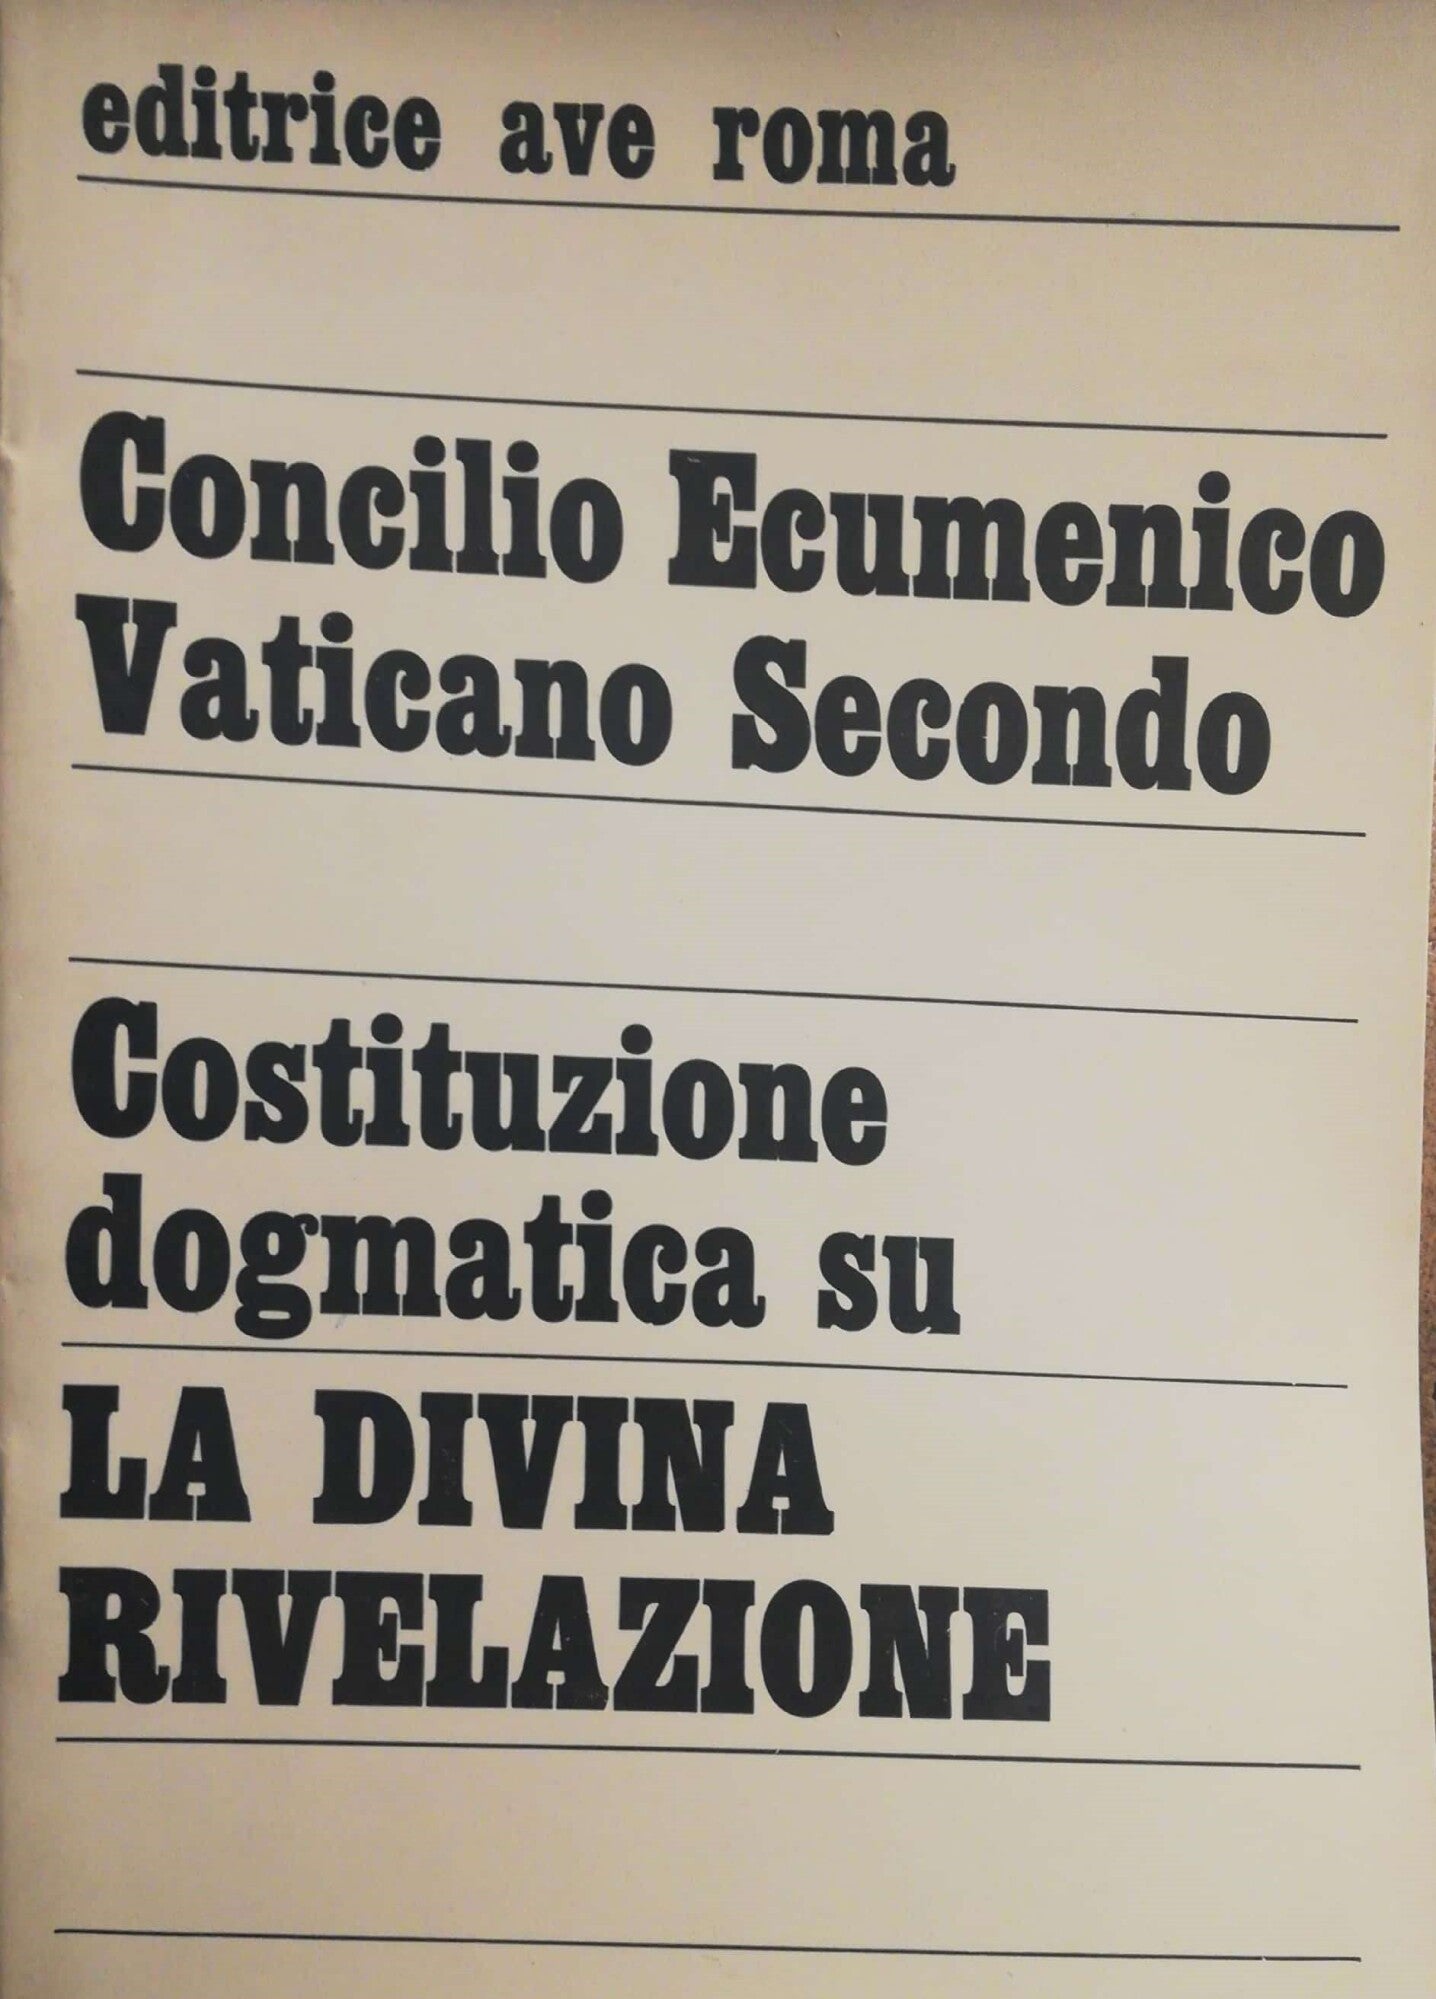 editrice ave roma
Concilio Ecumenico
Vaticano Secondo
Costituzione
dogmatica su
LA DIVINA
RIVELAZIONE